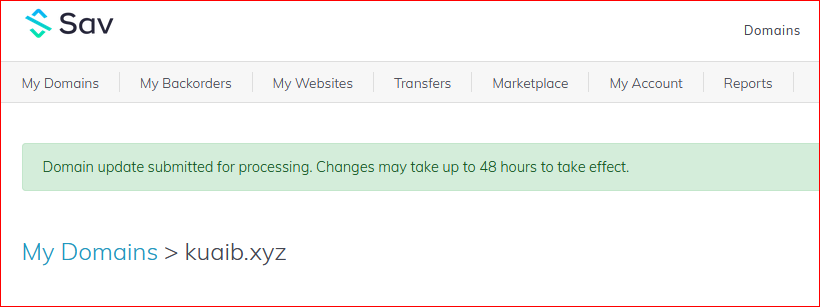 Sav
Domains
My Domains My Backorders My Websites Transfers Marketplace My Account Reports
Domain update submitted for processing. Changes may take up to 48 hours to take effect.
My Domains > kuaib.xyz